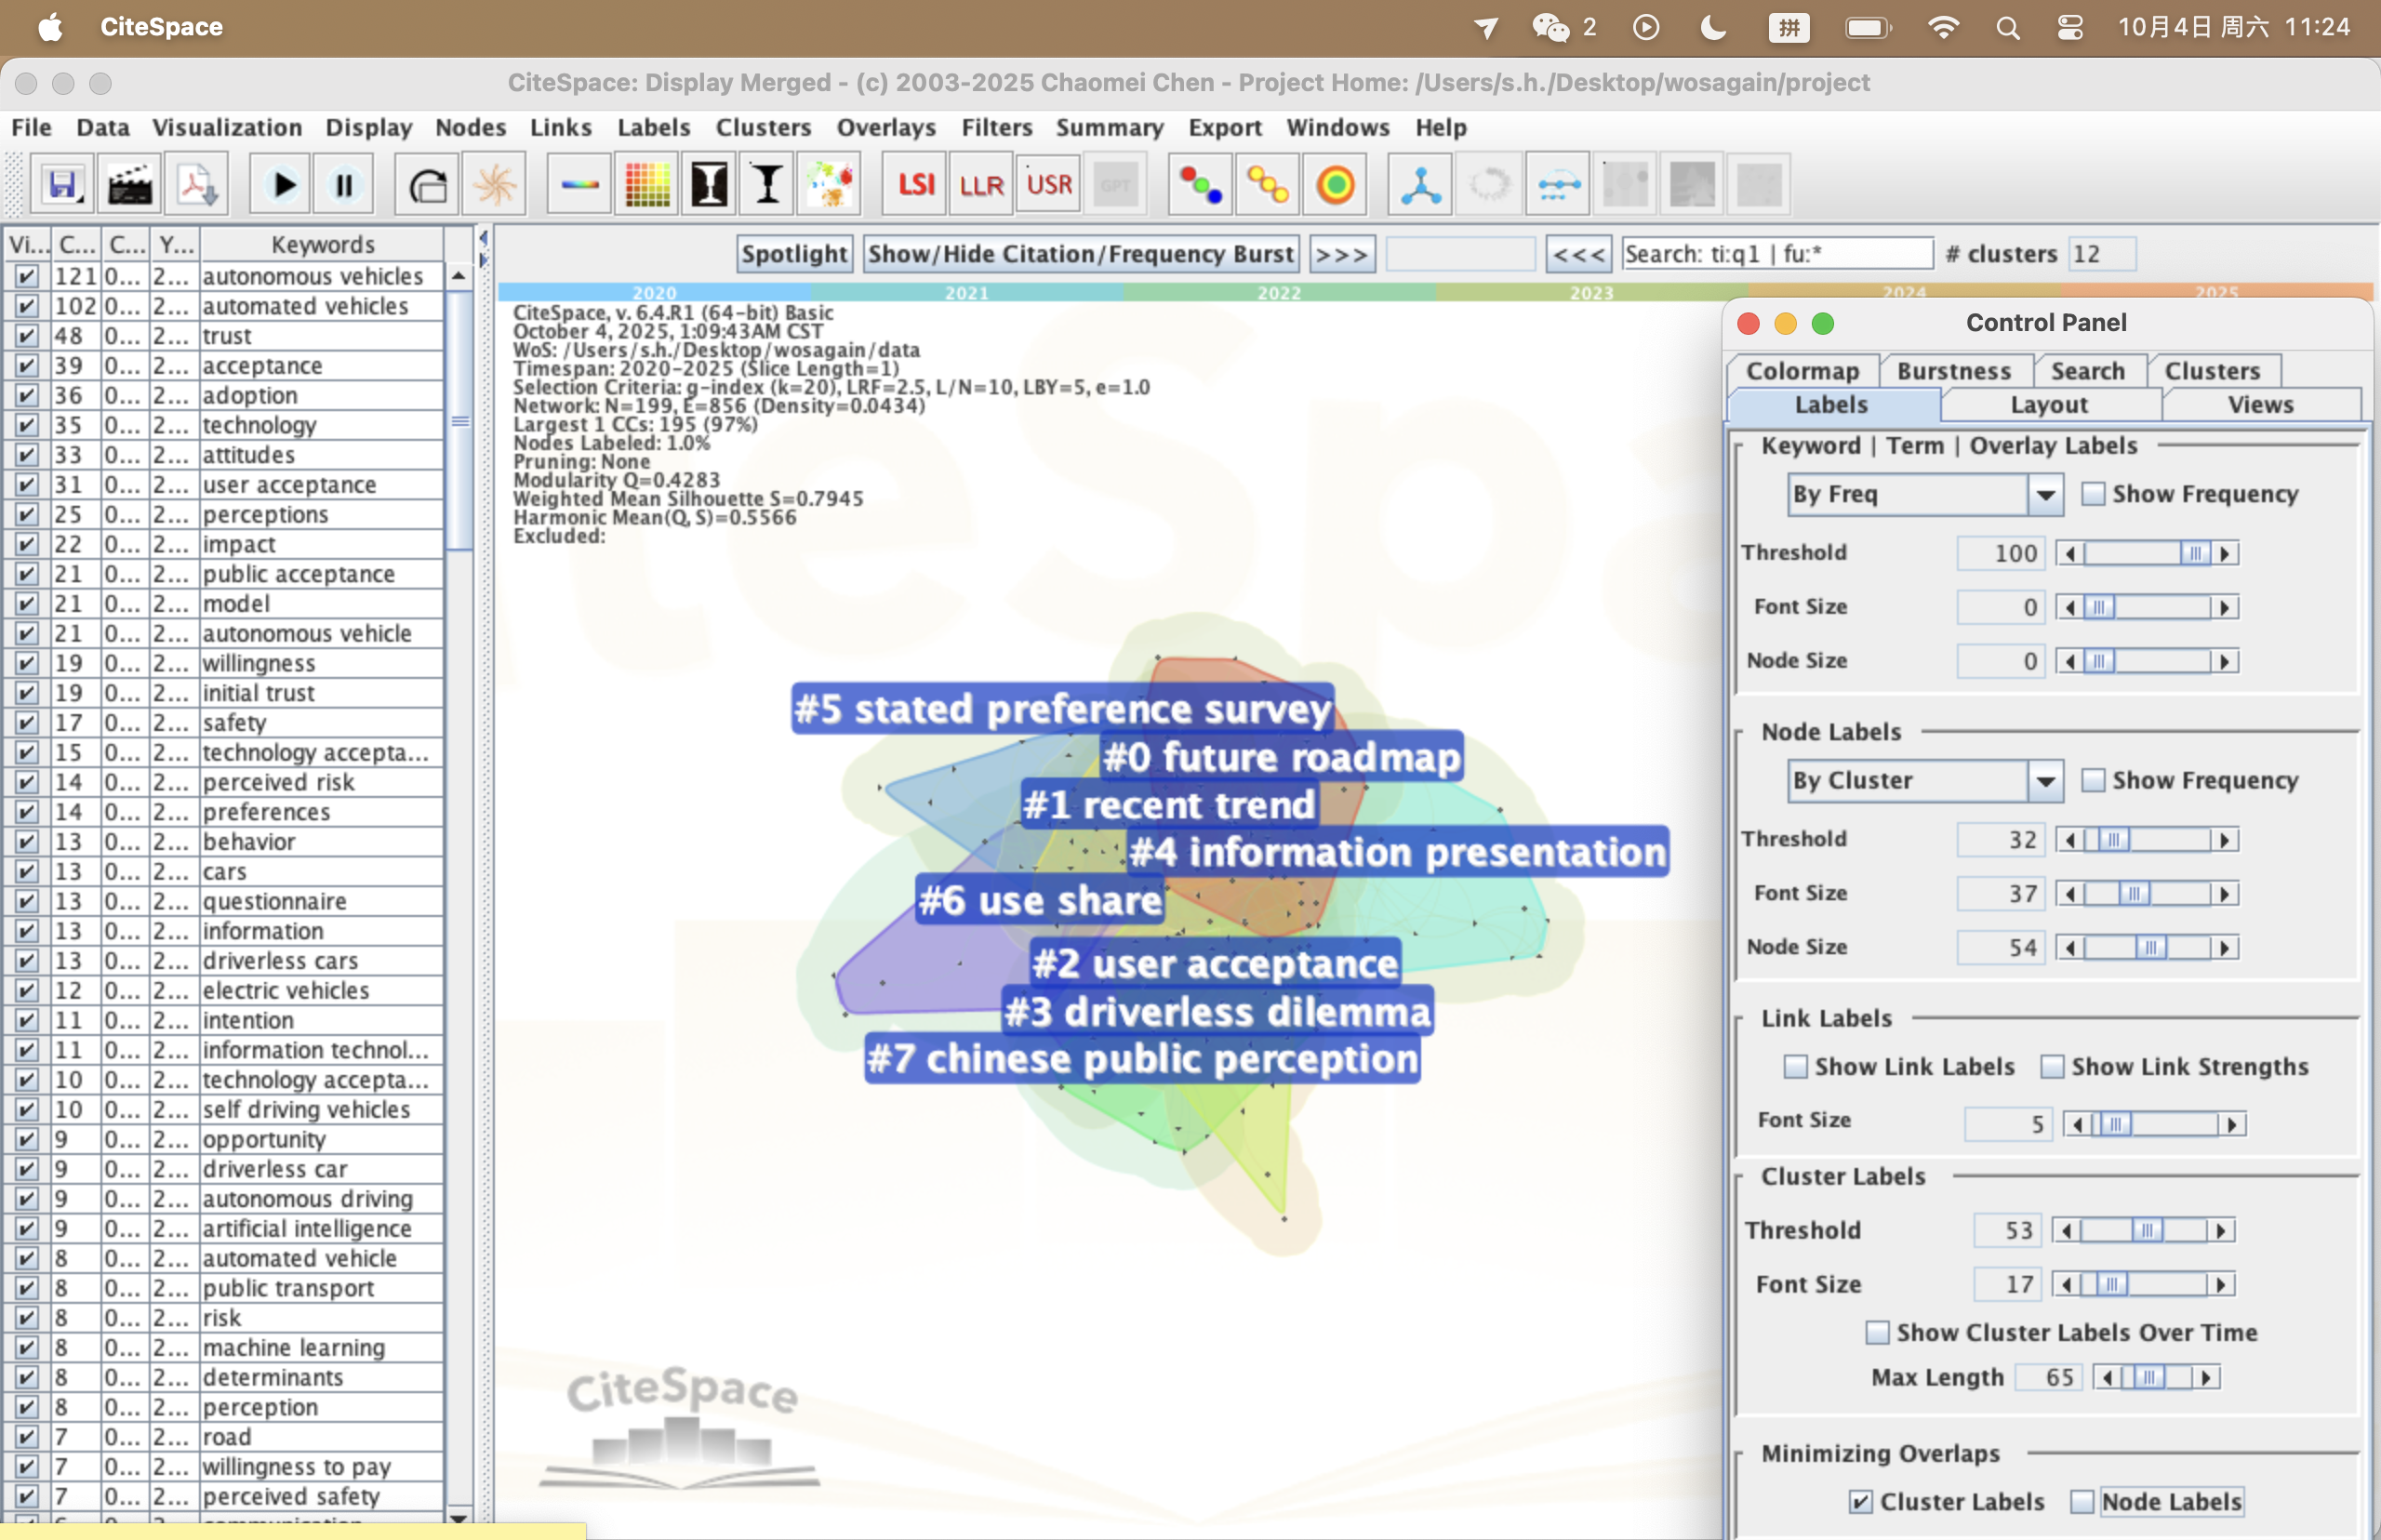 CiteSpace
2
拼
10月4日 周六 11:24
CiteSpace: Display Merged - (c) 2003-2025 Chaomei Chen - Project Home: /Users/s.h./Desktop/wosagain/project
File Data Visualization Display Nodes Links Labels Clusters Overlays Filters Summary Export Windows Help
LSI LLR USR GPT
Vi... C... C... Y... Keywords
121 0... 2... autonomous vehicles
102 0... 2... automated vehicles
48 0... 2... trust
39 0... 2... acceptance
36 0... 2... adoption
35 0... 2... technology
33 0... 2... attitudes
31 0... 2... user acceptance
25 0... 2... perceptions
22 0... 2... impact
21 0... 2... public acceptance
21 0... 2... model
21 0... 2... autonomous vehicle
19 0... 2... willingness
19 0... 2... initial trust
17 0... 2... safety
15 0... 2... technology accepta...
14 0... 2... perceived risk
14 0... 2... preferences
13 0... 2... behavior
13 0... 2... cars
13 0... 2... questionnaire
13 0... 2... information
13 0... 2... driverless cars
12 0... 2... electric vehicles
11 0... 2... intention
11 0... 2... information technol...
10 0... 2... technology accepta...
10 0... 2... self driving vehicles
9 0... 2... opportunity
9 0... 2... driverless car
9 0... 2... autonomous driving
9 0... 2... artificial intelligence
8 0... 2... automated vehicle
8 0... 2... public transport
8 0... 2... risk
8 0... 2... machine learning
8 0... 2... determinants
8 0... 2... perception
7 0... 2... road
7 0... 2... willingness to pay
7 0... 2... perceived safety
Spotlight Show/Hide Citation/Frequency Burst >>> <<< Search: ti:q1 | fu:* # clusters 12
2020 2021 2022 2023 2024 2025
CiteSpace, v. 6.4.R1 (64-bit) Basic
October 4, 2025, 1:09:43AM CST
WoS: /Users/s.h./Desktop/wosagain/data
Timespan: 2020-2025 (Slice Length=1)
Selection Criteria: g-index (k=20), LRF=2.5, L/N=10, LBY=5, e=1.0
Network: N=199, E=856 (Density=0.0434)
Largest 1 CCs: 195 (97%)
Nodes Labeled: 1.0%
Pruning: None
Modularity Q=0.4283
Weighted Mean Silhouette S=0.7945
Harmonic Mean(Q, S)=0.5566
Excluded:
#5 stated preference survey
#0 future roadmap
#1 recent trend
#4 information presentation
#6 use share
#2 user acceptance
#3 driverless dilemma
#7 chinese public perception
CiteSpace
Control Panel
Colormap Burstness Search Clusters
Labels Layout Views
Keyword | Term | Overlay Labels
By Freq Show Frequency
Threshold 100
Font Size 0
Node Size 0
Node Labels
By Cluster Show Frequency
Threshold 32
Font Size 37
Node Size 54
Link Labels
Show Link Labels Show Link Strengths
Font Size 5
Cluster Labels
Threshold 53
Font Size 17
Show Cluster Labels Over Time
Max Length 65
Minimizing Overlaps
Cluster Labels Node Labels